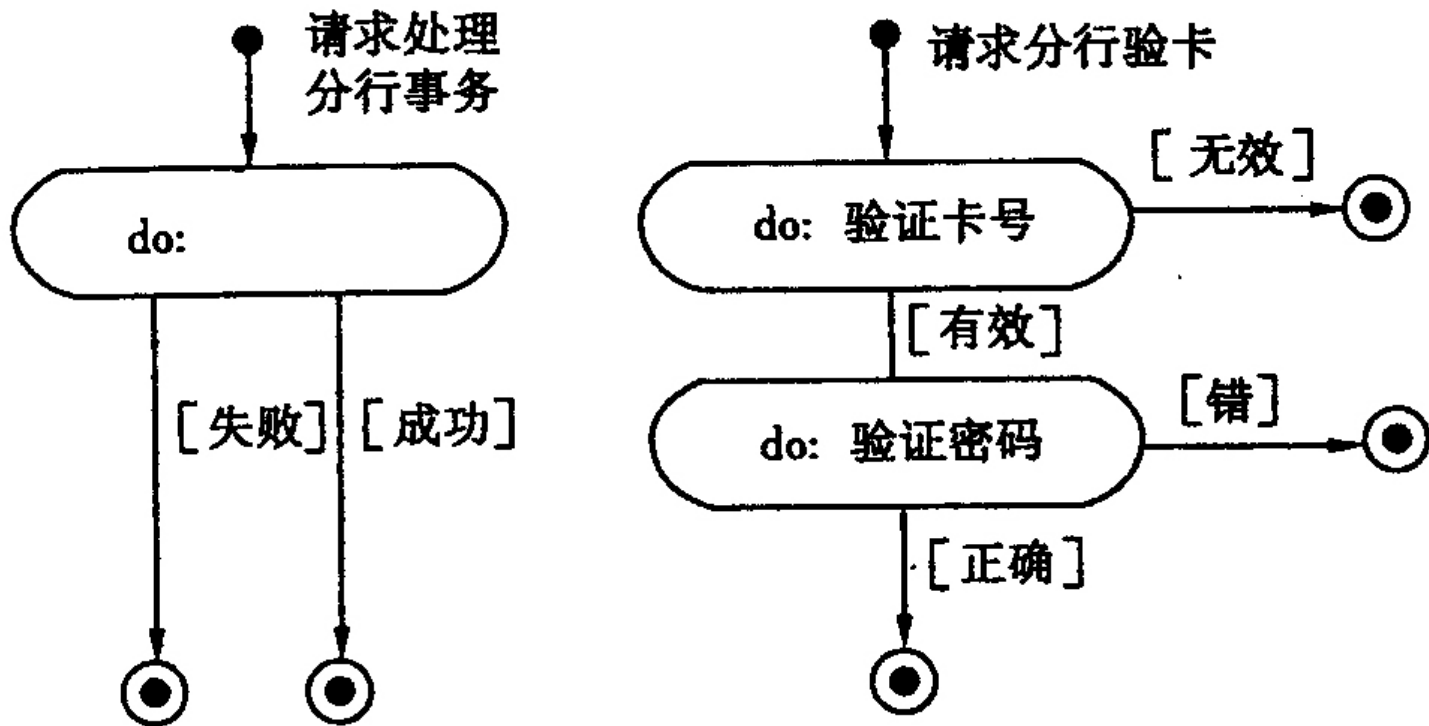 请求处理
分行事务
do:
[失败]
[成功]
请求分行验卡
do: 验证卡号
[无效]
[有效]
do: 验证密码
[错]
[正确]